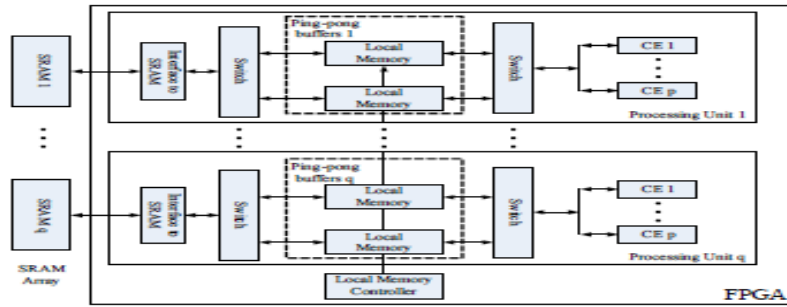 Ping-pong
buffers 1
SRAM 1
Interface to
SRAM
Switch
Local
Memory
Local
Memory
Switch
CE 1
CE p
Processing Unit 1
Ping-pong
buffers q
SRAM q
Interface to
SRAM
Switch
Local
Memory
Local
Memory
Switch
CE 1
CE p
Processing Unit q
SRAM
Array
Local Memory
Controller
FPGA